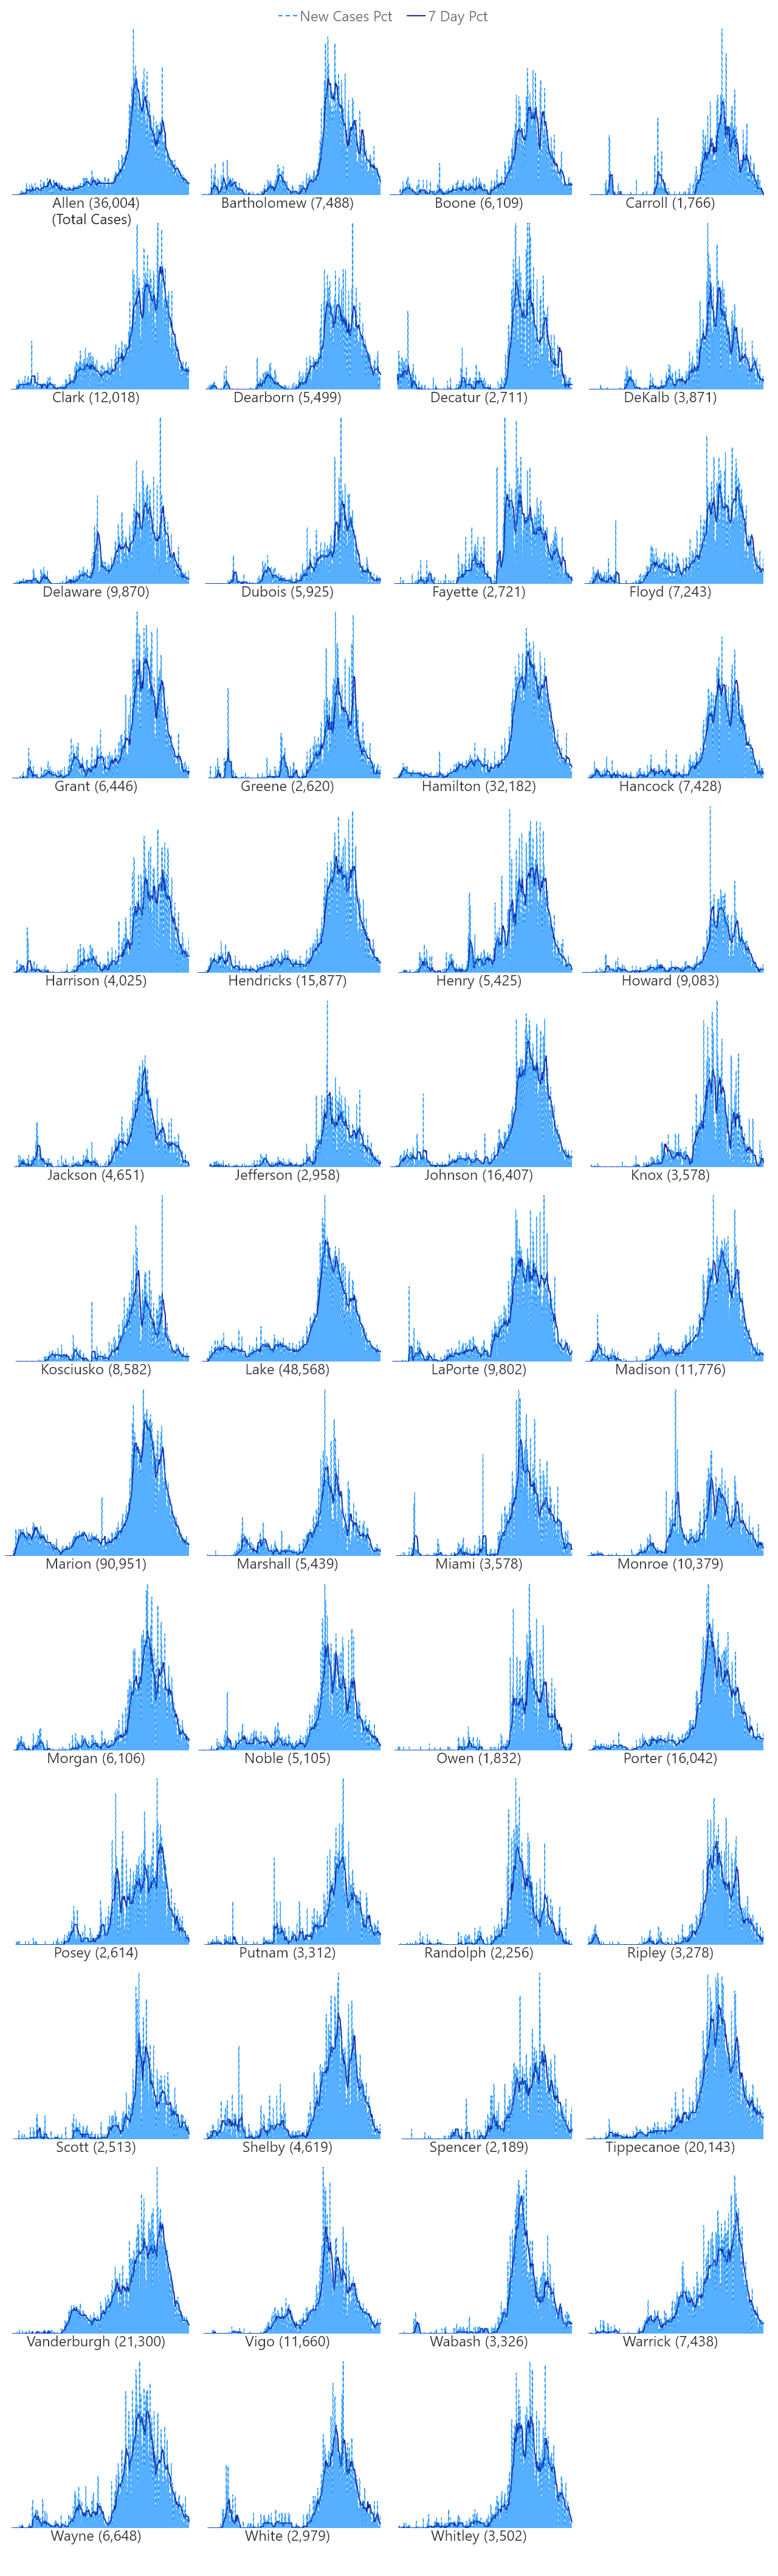 New Cases Pct 7 Day Pct
Allen (36,004) Bartholomew (7,488) Boone (6,109) Carroll (1,766)
(Total Cases)
Clark (12,018) Dearborn (5,499) Decatur (2,711) DeKalb (3,871)
Delaware (9,870) Dubois (5,925) Fayette (2,721) Floyd (7,243)
Grant (6,446) Greene (2,620) Hamilton (32,182) Hancock (7,428)
Harrison (4,025) Hendricks (15,877) Henry (5,425) Howard (9,083)
Jackson (4,651) Jefferson (2,958) Johnson (16,407) Knox (3,578)
Kosciusko (8,582) Lake (48,568) LaPorte (9,802) Madison (11,776)
Marion (90,951) Marshall (5,439) Miami (3,578) Monroe (10,379)
Morgan (6,106) Noble (5,105) Owen (1,832) Porter (16,042)
Posey (2,614) Putnam (3,312) Randolph (2,256) Ripley (3,278)
Scott (2,513) Shelby (4,619) Spencer (2,189) Tippecanoe (20,143)
Vanderburgh (21,300) Vigo (11,660) Wabash (3,326) Warrick (7,438)
Wayne (6,648) White (2,979) Whitley (3,502)